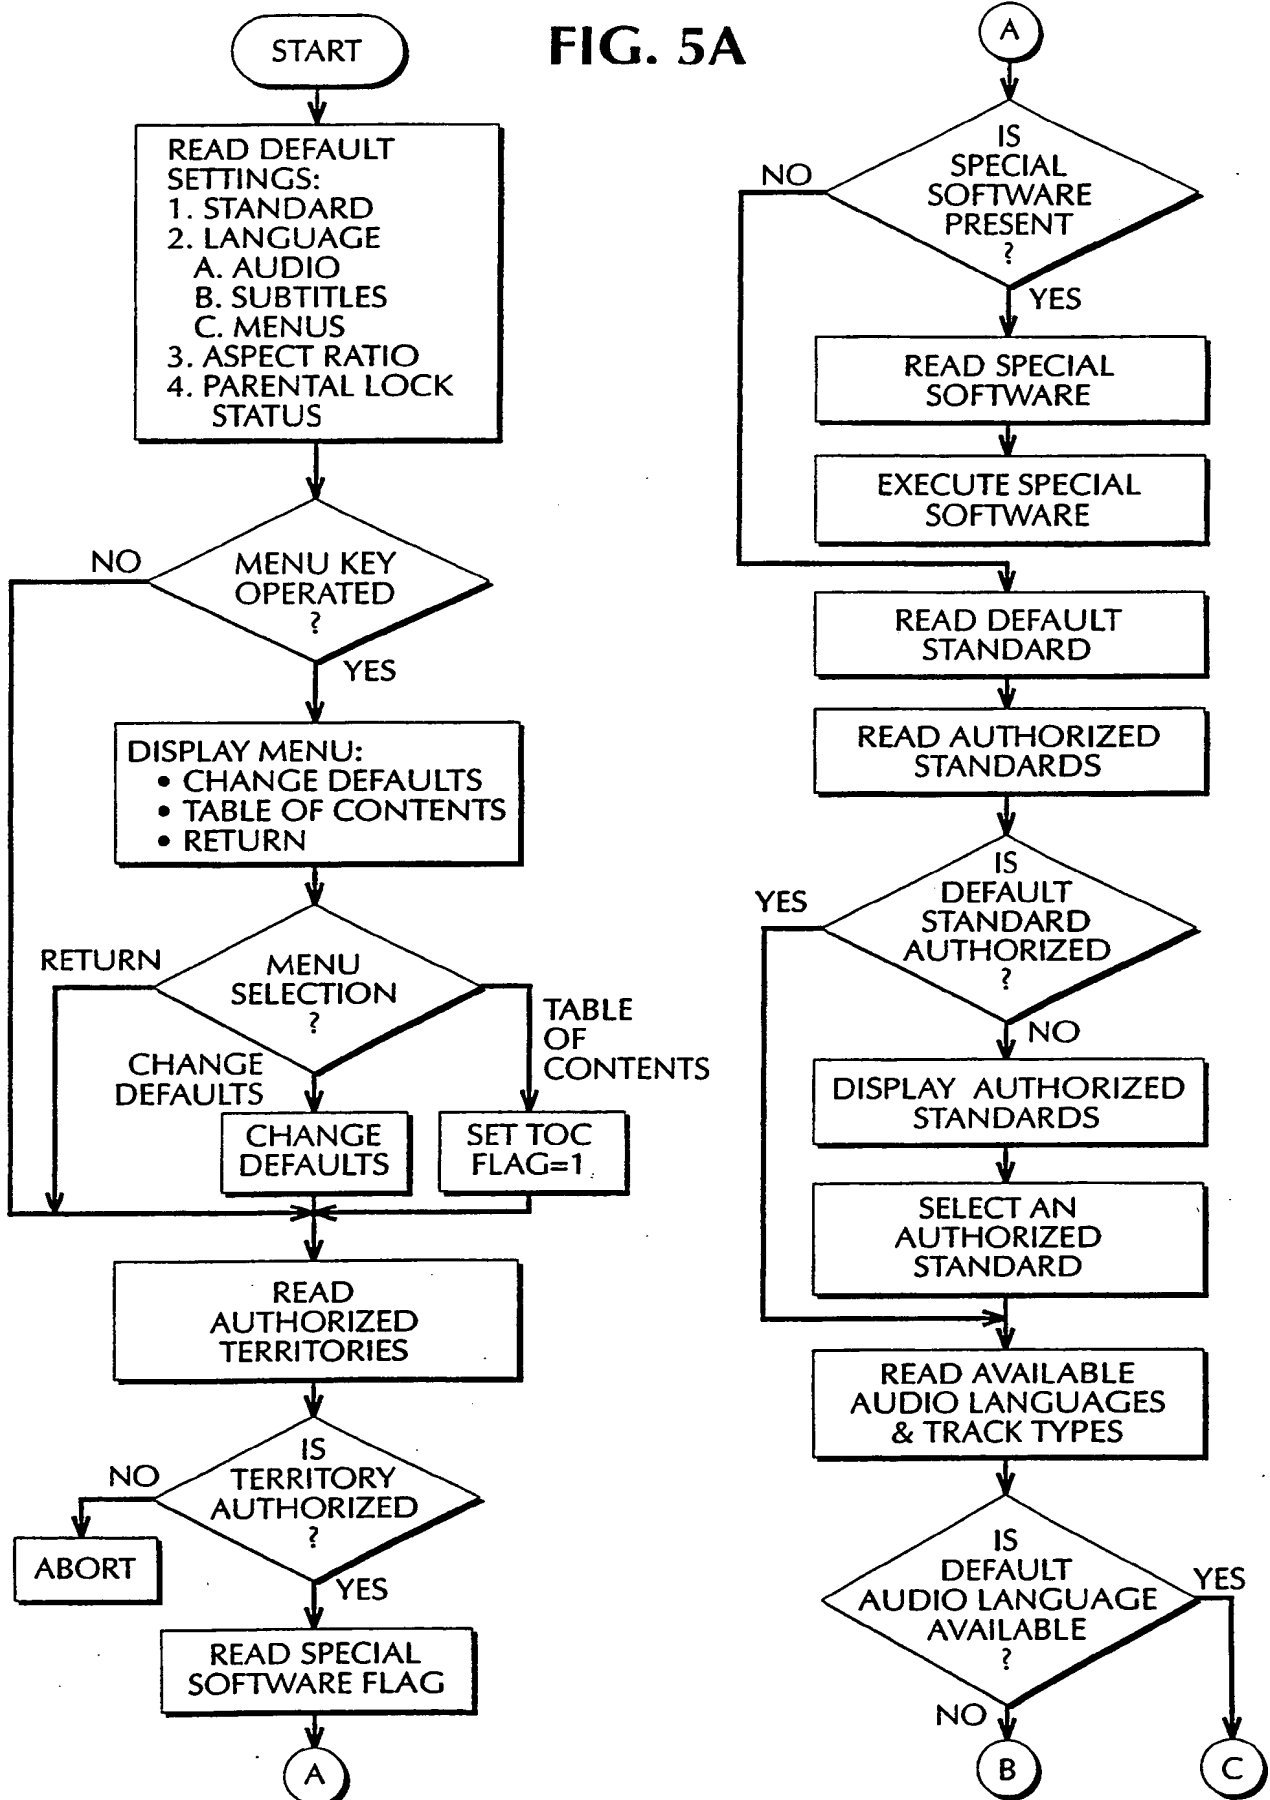 FIG. 5A
START
READ DEFAULT
SETTINGS:
1. STANDARD
2. LANGUAGE
A. AUDIO
B. SUBTITLES
C. MENUS
3. ASPECT RATIO
4. PARENTAL LOCK
STATUS
NO
MENU KEY
OPERATED
?
YES
DISPLAY MENU:
• CHANGE DEFAULTS
• TABLE OF CONTENTS
• RETURN
RETURN
MENU
SELECTION
?
TABLE
OF
CONTENTS
CHANGE
DEFAULTS
CHANGE
DEFAULTS
SET TOC
FLAG=1
READ
AUTHORIZED
TERRITORIES
NO
IS
TERRITORY
AUTHORIZED
?
ABORT
YES
READ SPECIAL
SOFTWARE FLAG
A
A
NO
IS
SPECIAL
SOFTWARE
PRESENT
?
YES
READ SPECIAL
SOFTWARE
EXECUTE SPECIAL
SOFTWARE
READ DEFAULT
STANDARD
READ AUTHORIZED
STANDARDS
YES
IS
DEFAULT
STANDARD
AUTHORIZED
?
NO
DISPLAY AUTHORIZED
STANDARDS
SELECT AN
AUTHORIZED
STANDARD
READ AVAILABLE
AUDIO LANGUAGES
& TRACK TYPES
IS
DEFAULT
AUDIO LANGUAGE
AVAILABLE
?
YES
NO
B
C